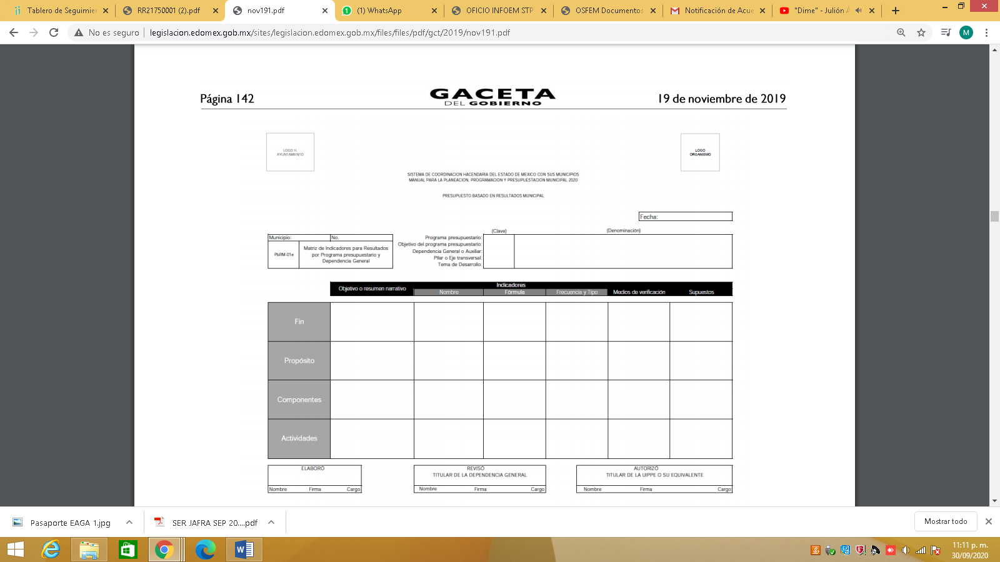 Tablero de Seguimien
RR21750001 (2).pdf
nov191.pdf
(1) WhatsApp
OFICIO INFOEM STP
OSFEM Documentos
Notificación de Acue
"Dime" - Julión A
No es seguro
legislacion.edomex.gob.mx/sites/legislacion.edomex.gob.mx/files/files/pdf/gct/2019/nov191.pdf
M
Página 142
GACETA
DEL GOBIERNO
19 de noviembre de 2019
LOGO H.
AYUNTAMIENTO
LOGO
ORGANISMO
SISTEMA DE COORDINACION HACENDARIA DEL ESTADO DE MEXICO CON SUS MUNICIPIOS
MANUAL PARA LA PLANEACION, PROGRAMACION Y PRESUPUESTACION MUNICIPAL 2020
PRESUPUESTO BASADO EN RESULTADOS MUNICIPAL
Fecha:
(Clave)
(Denominación)
Municipio:
No.
PbRM-01e
Matriz de Indicadores para Resultados
por Programa presupuestario y
Dependencia General
Programa presupuestario:
Objetivo del programa presupuestario:
Dependencia General o Auxiliar:
Pilar o Eje transversal:
Tema de Desarrollo:
Objetivo o resumen narrativo
Indicadores
Nombre
Fórmula
Frecuencia y Tipo
Medios de verificación
Supuestos
Fin
Propósito
Componentes
Actividades
ELABORÓ
Nombre Firma Cargo
REVISÓ
TITULAR DE LA DEPENDENCIA GENERAL
Nombre Firma Cargo
AUTORIZÓ
TITULAR DE LA UIPPE O SU EQUIVALENTE
Nombre Firma Cargo
Pasaporte EAGA 1.jpg
SER JAFRA SEP 20....pdf
Mostrar todo
11:11 p. m.
30/09/2020